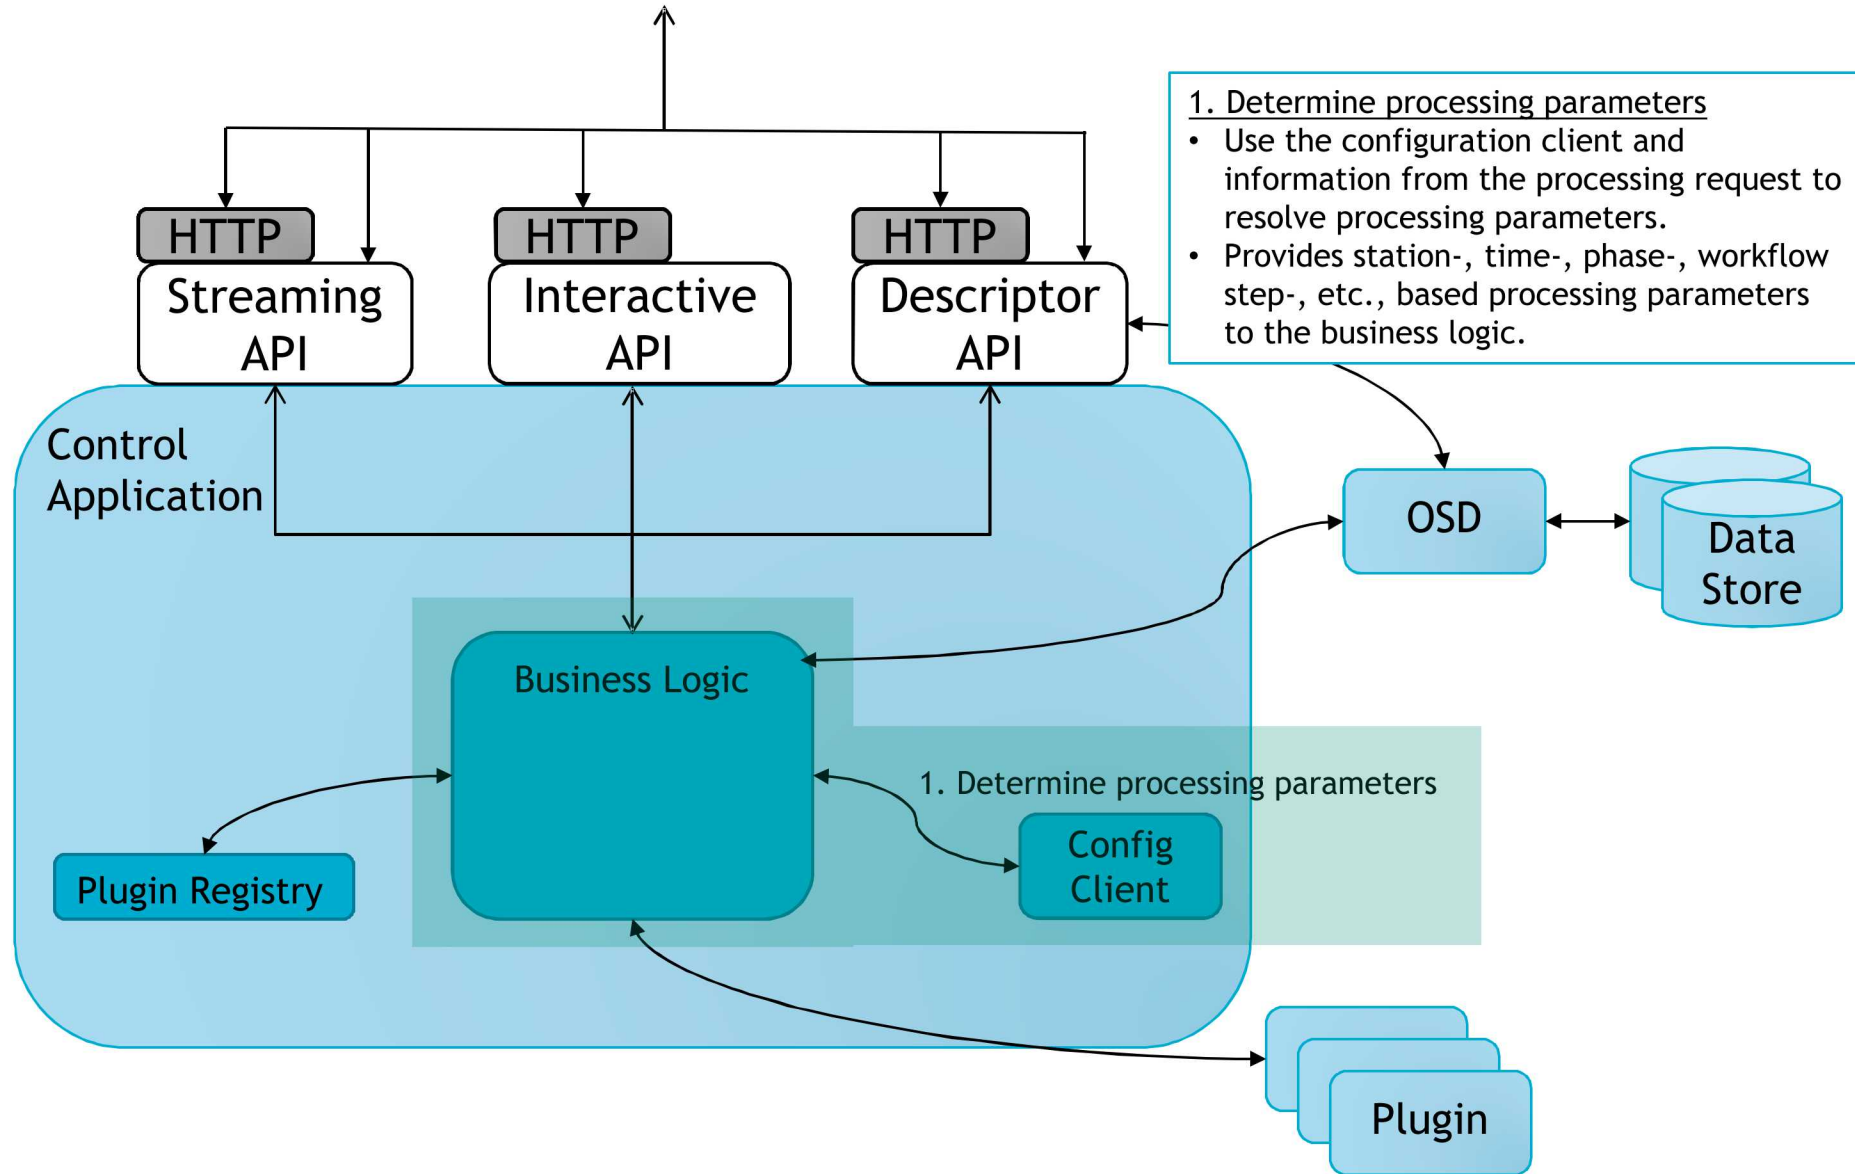 1. Determine processing parameters
• Use the configuration client and
information from the processing request to
resolve processing parameters.
• Provides station-, time-, phase-, workflow
step-, etc., based processing parameters
to the business logic.
HTTP
HTTP
HTTP
Streaming
API
Interactive
API
Descriptor
API
Control
Application
OSD
Data
Store
Business Logic
1. Determine processing parameters
Config
Client
Plugin Registry
Plugin